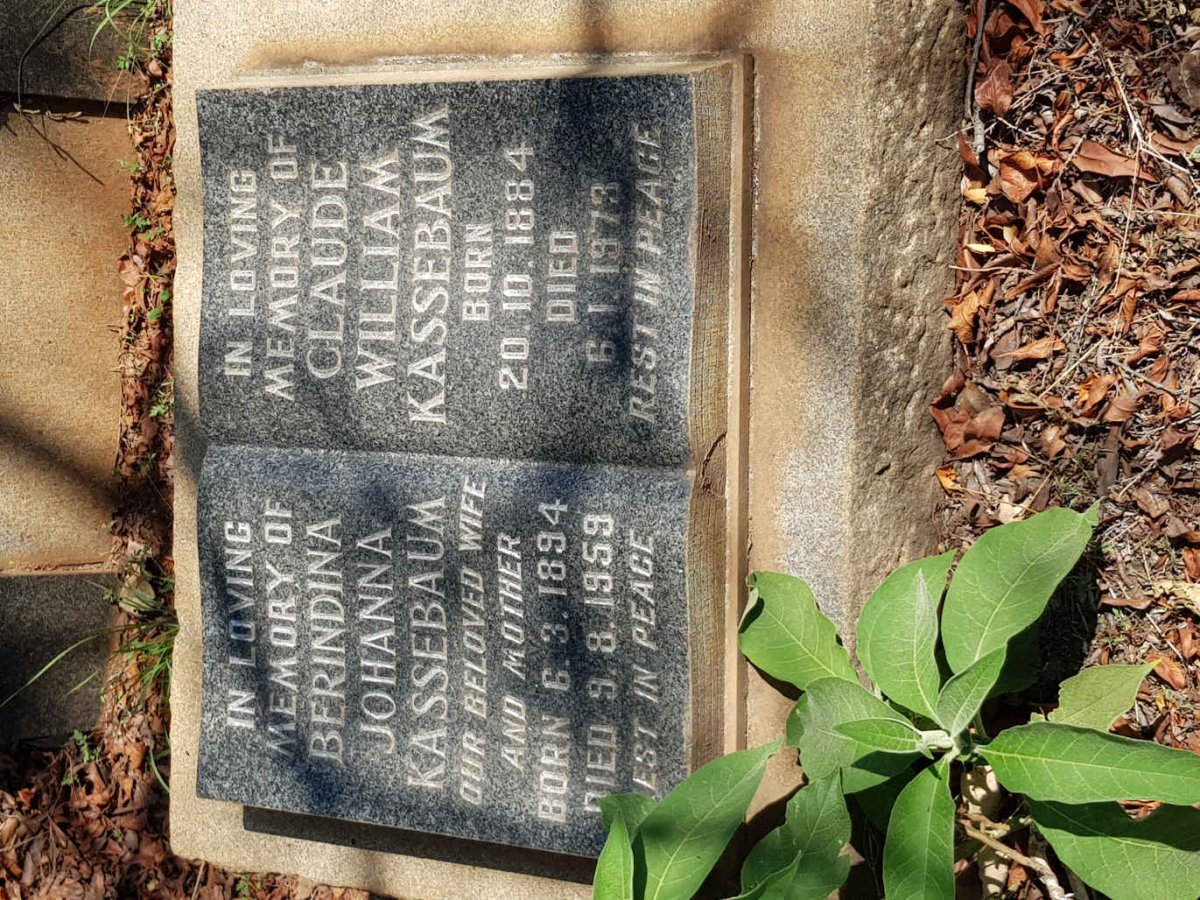 IN LOVING
MEMORY OF
BERINDINA
JOHANNA
KASSEBAUM
OUR BELOVED WIFE
AND MOTHER
BORN 6.3.1894
DIED 9.8.1959
EST IN PEACE
IN LOVING
MEMORY OF
CLAUDE
WILLIAM
KASSEBAUM
BORN
20.10.1884
DIED
6.1.1973
REST IN PEACE